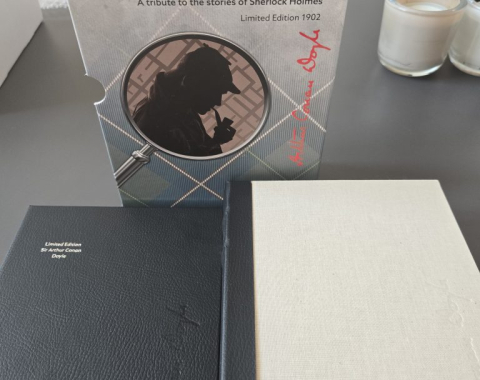 A tribute to the stories of Sherlock Holmes
Limited Edition 1902
Arthur Conan Doyle
Limited Edition
Sir Arthur Conan
Doyle